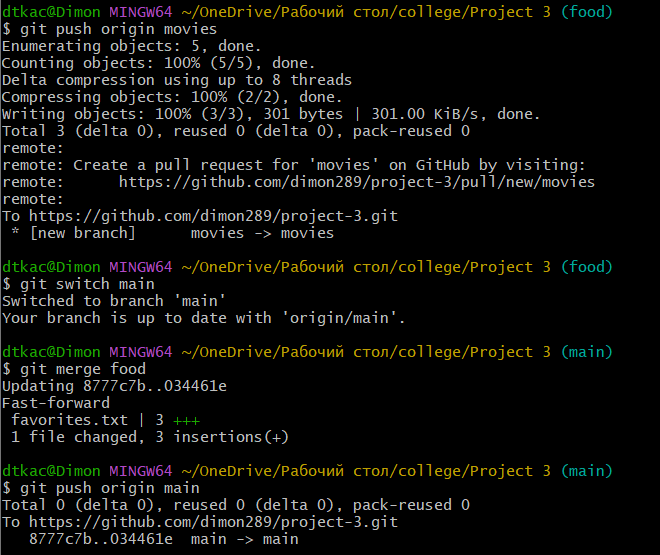 dtkac@Dimon MINGW64 ~/OneDrive/Рабочий стол/college/Project 3 (food)
$ git push origin movies
Enumerating objects: 5, done.
Counting objects: 100% (5/5), done.
Delta compression using up to 8 threads
Compressing objects: 100% (2/2), done.
Writing objects: 100% (3/3), 301 bytes | 301.00 KiB/s, done.
Total 3 (delta 0), reused 0 (delta 0), pack-reused 0
remote:
remote: Create a pull request for 'movies' on GitHub by visiting:
remote:      https://github.com/dimon289/project-3/pull/new/movies
remote:
To https://github.com/dimon289/project-3.git
 * [new branch]      movies -> movies

dtkac@Dimon MINGW64 ~/OneDrive/Рабочий стол/college/Project 3 (food)
$ git switch main
Switched to branch 'main'
Your branch is up to date with 'origin/main'.

dtkac@Dimon MINGW64 ~/OneDrive/Рабочий стол/college/Project 3 (main)
$ git merge food
Updating 8777c7b..034461e
Fast-forward
 favorites.txt | 3 +++
 1 file changed, 3 insertions(+)

dtkac@Dimon MINGW64 ~/OneDrive/Рабочий стол/college/Project 3 (main)
$ git push origin main
Total 0 (delta 0), reused 0 (delta 0), pack-reused 0
To https://github.com/dimon289/project-3.git
   8777c7b..034461e  main -> main